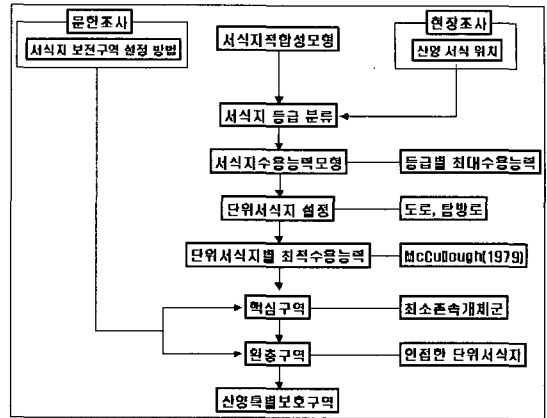 문헌조사
서식지 보전구역 설정 방법
서식지적합성모형
현장조사
산양 서식 위치
서식지 등급 분류
서식지수용능력모형
등급별 최대수용능력
단위서식지 설정
도로, 탐방로
단위서식지별 최적수용능력
McCullough(1979)
핵심구역
최소존속개체군
완충구역
인접한 단위서식지
산양특별보호구역